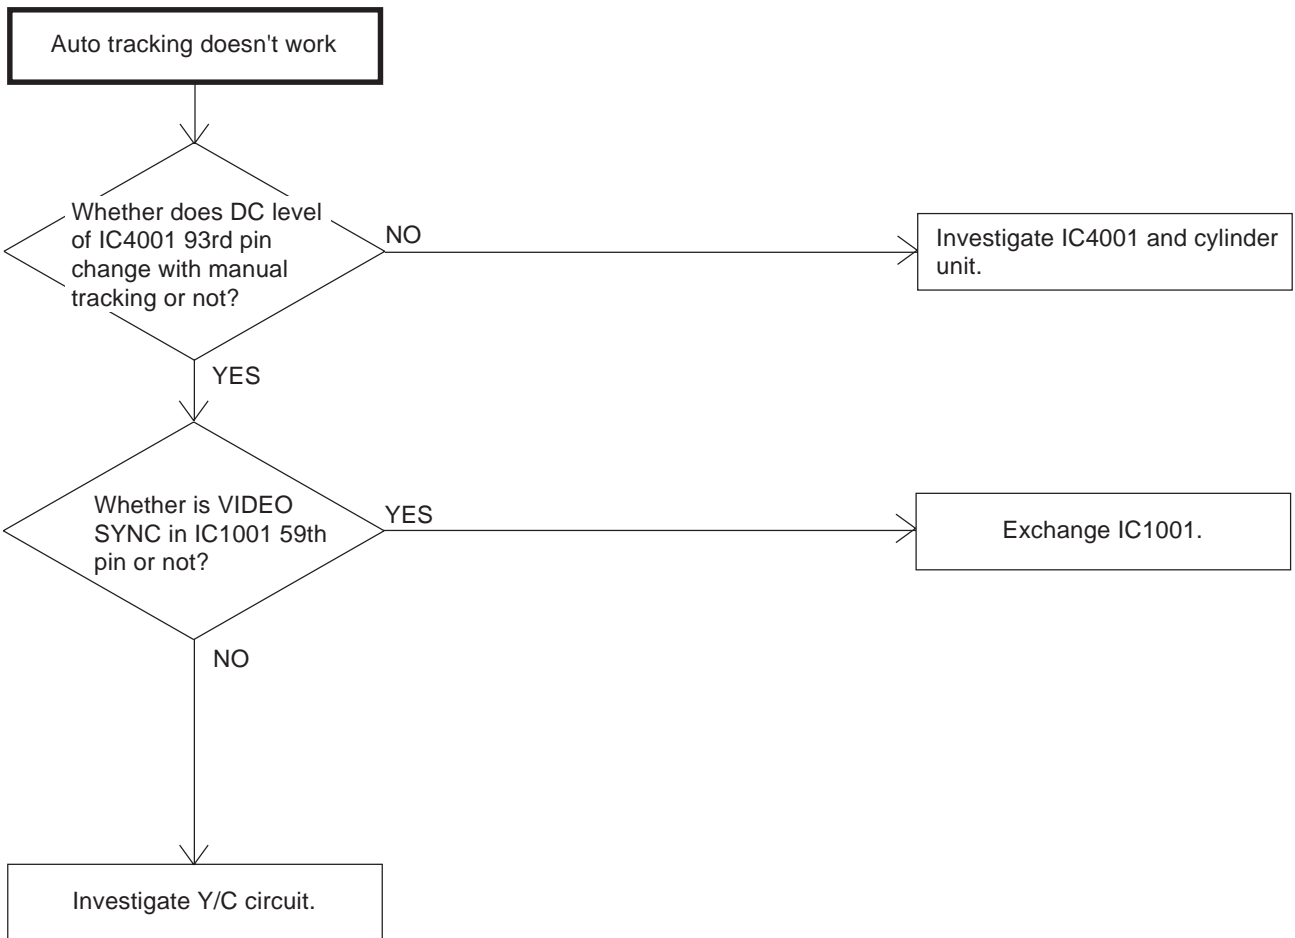 Auto tracking doesn't work
Whether does DC level
of IC4001 93rd pin
change with manual
tracking or not?
NO
Investigate IC4001 and cylinder
unit.
YES
Whether is VIDEO
SYNC in IC1001 59th
pin or not?
YES
Exchange IC1001.
NO
Investigate Y/C circuit.